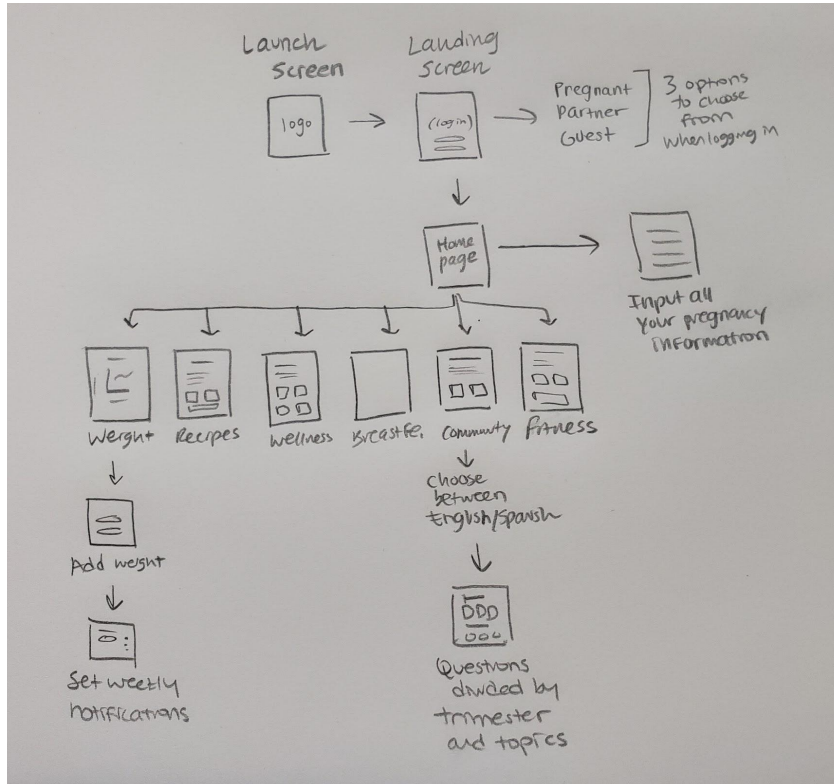 Launch
Screen
Landing
Screen
logo
(login)
Pregnant
Partner
Guest
3 options
to choose
from
when logging in
Home
page
Input all
your pregnancy
information
Weight
Recipes
Wellness
Breastfe.
Community
Fitness
Add weight
Set weekly
notifications
Choose
between
English/Spanish
DDD
Questions
divided by
trimester
and topics